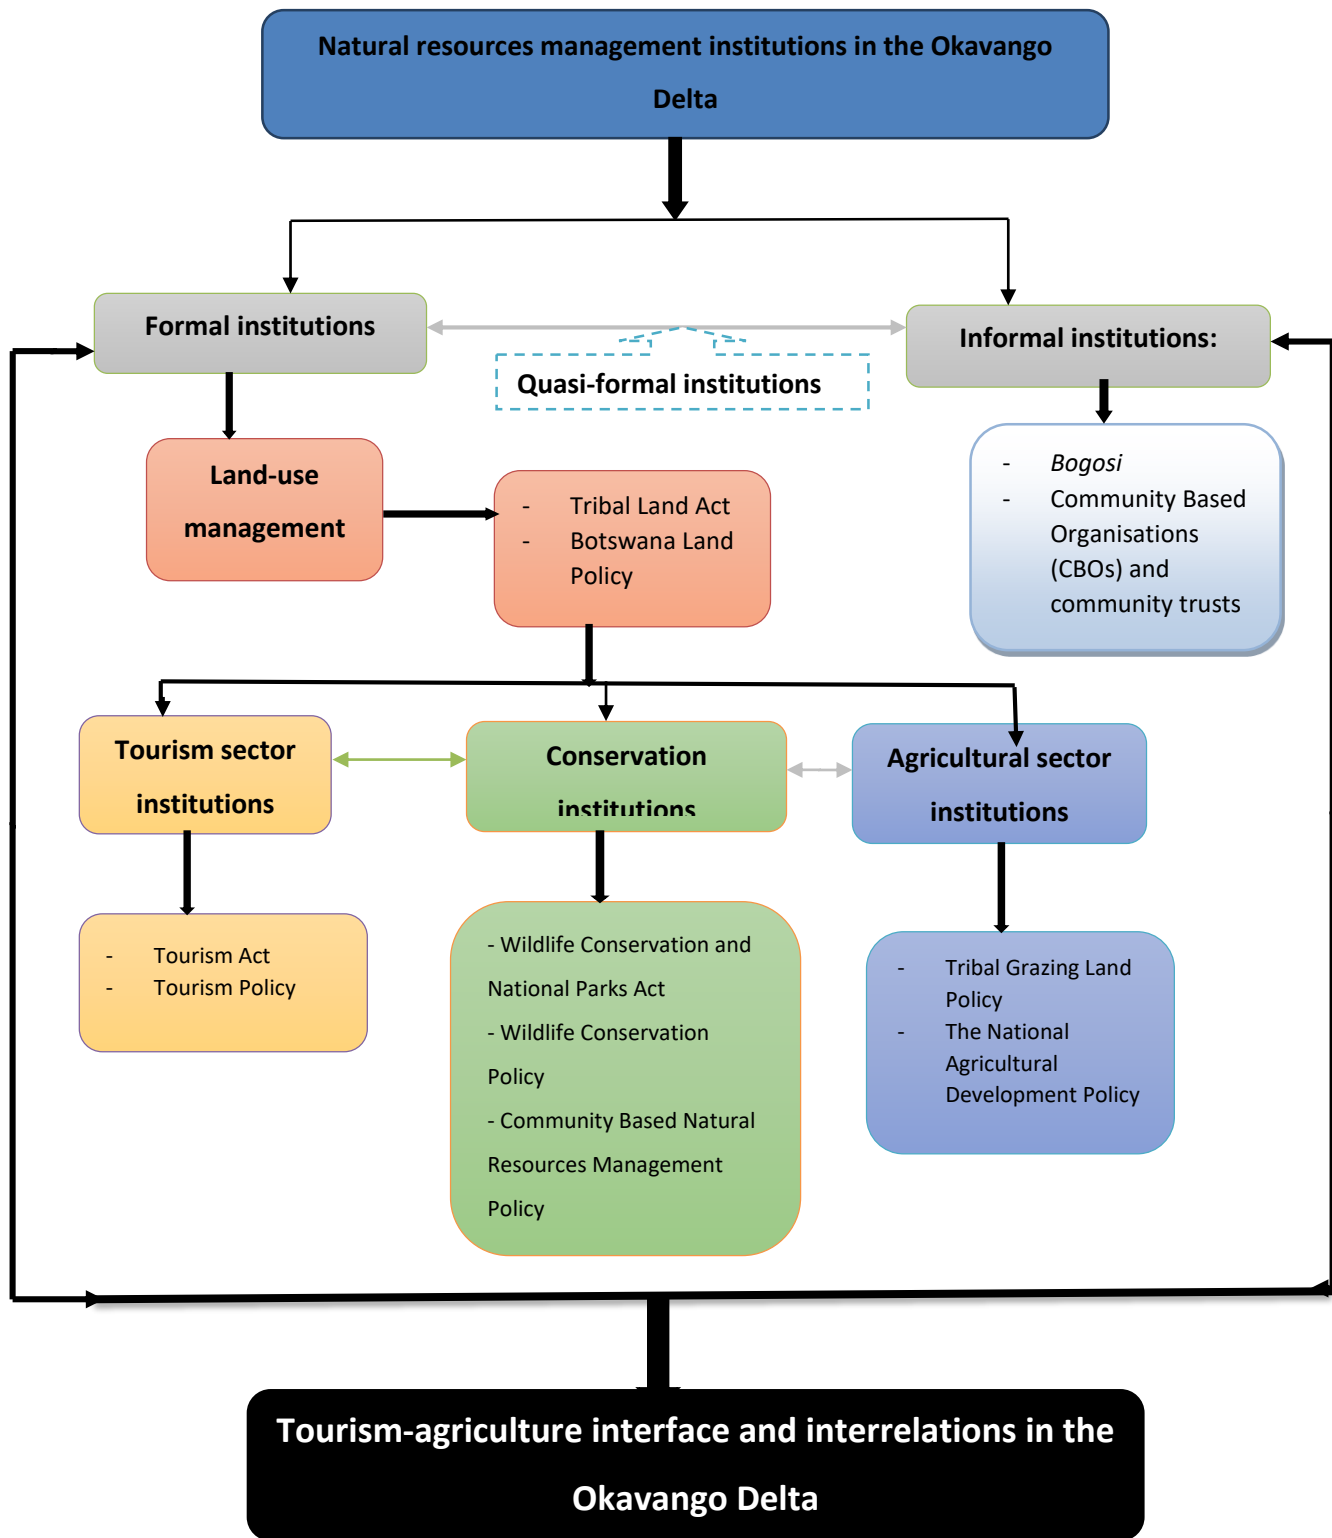 Natural resources management institutions in the Okavango
Delta
Formal institutions
Informal institutions:
Quasi-formal institutions
Land-use
management
- Tribal Land Act
- Botswana Land
Policy
- Bogosi
- Community Based
Organisations
(CBOs) and
community trusts
Tourism sector
institutions
Conservation
institutions
Agricultural sector
institutions
- Tourism Act
- Tourism Policy
- Wildlife Conservation and
National Parks Act
- Wildlife Conservation
Policy
- Community Based Natural
Resources Management
Policy
- Tribal Grazing Land
Policy
- The National
Agricultural
Development Policy
Tourism-agriculture interface and interrelations in the
Okavango Delta